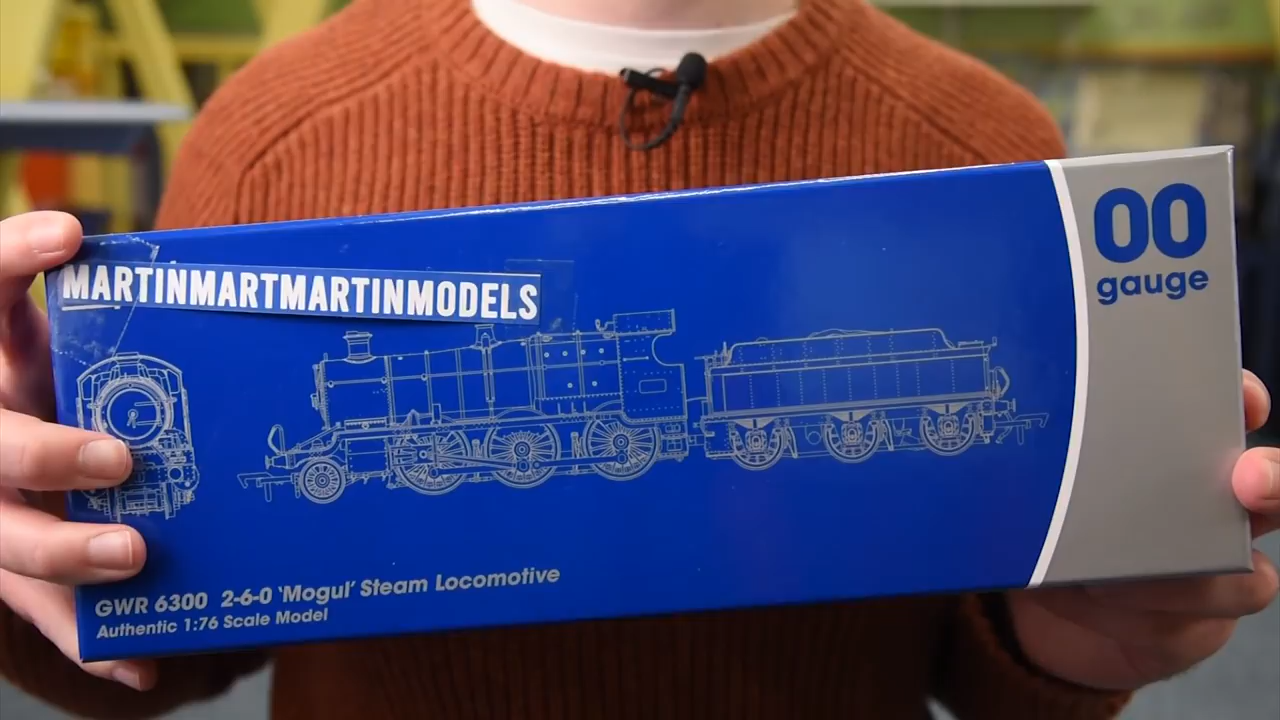 MARTINMARTMARTINMODELS
00
gauge
GWR 6300 2-6-0 'Mogul' Steam Locomotive
Authentic 1:76 Scale Model